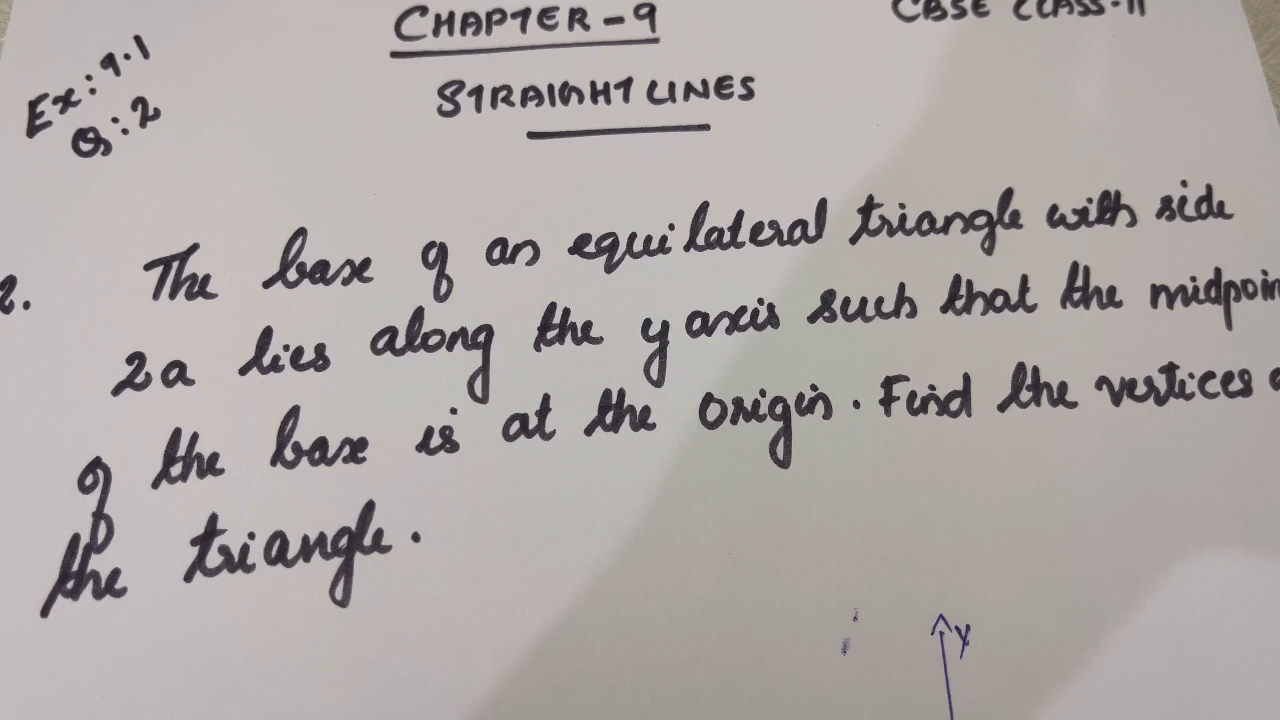 CHAPTER-9
CBSE CLASS-11
Ex: 9.1
Q: 2
STRAIGHT LINES
2. The base of an equilateral triangle with side
2a lies along the y axis such that the midpoin
of the base is at the origin. Find the vertices
the triangle.
Y